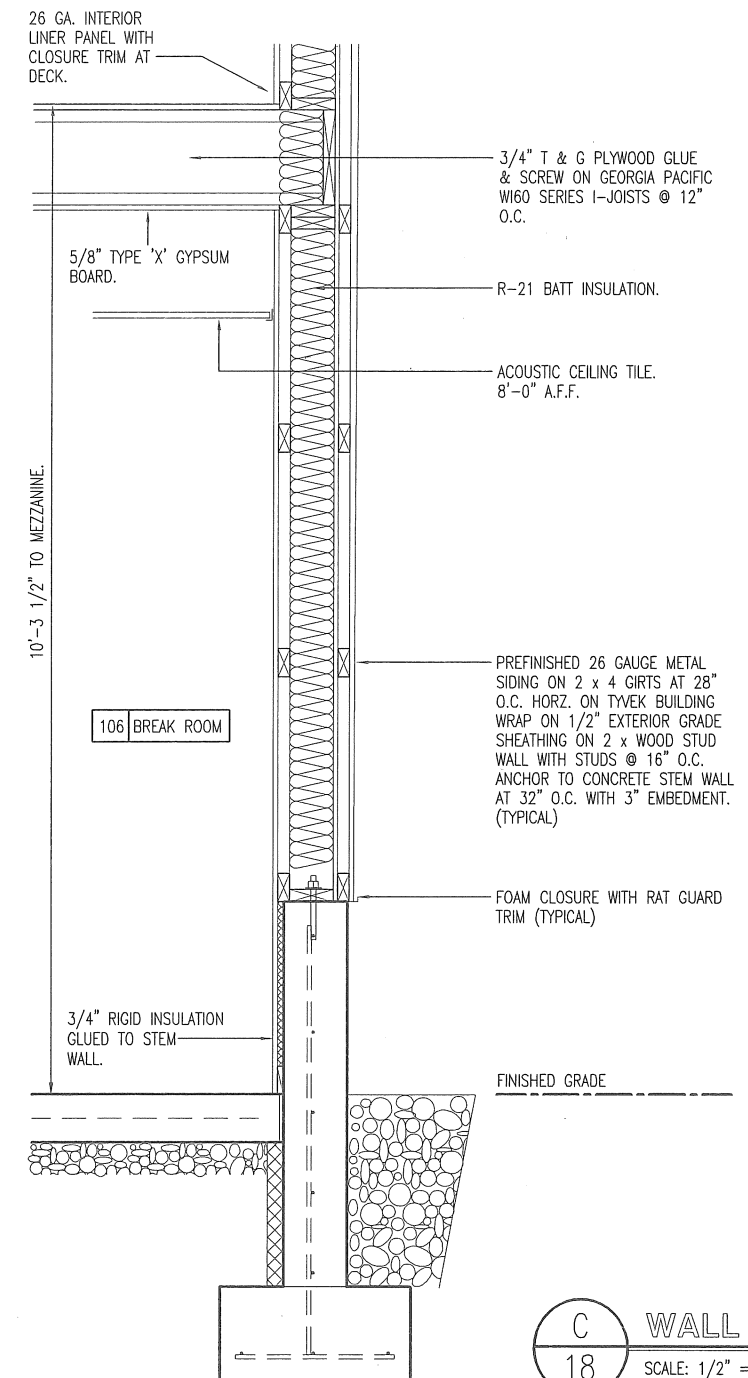 26 GA. INTERIOR
LINER PANEL WITH
CLOSURE TRIM AT
DECK.
3/4" T & G PLYWOOD GLUE
& SCREW ON GEORGIA PACIFIC
WI60 SERIES I-JOISTS @ 12"
O.C.
5/8" TYPE 'X' GYPSUM
BOARD.
R-21 BATT INSULATION.
ACOUSTIC CEILING TILE.
8'-0" A.F.F.
10'-3 1/2" TO MEZZANINE.
PREFINISHED 26 GAUGE METAL
SIDING ON 2 x 4 GIRTS AT 28"
O.C. HORZ. ON TYVEK BUILDING
WRAP ON 1/2" EXTERIOR GRADE
SHEATHING ON 2 x WOOD STUD
WALL WITH STUDS @ 16" O.C.
ANCHOR TO CONCRETE STEM WALL
AT 32" O.C. WITH 3" EMBEDMENT.
(TYPICAL)
106 BREAK ROOM
FOAM CLOSURE WITH RAT GUARD
TRIM (TYPICAL)
3/4" RIGID INSULATION
GLUED TO STEM
WALL.
FINISHED GRADE
C
18
WALL
SCALE: 1/2" =